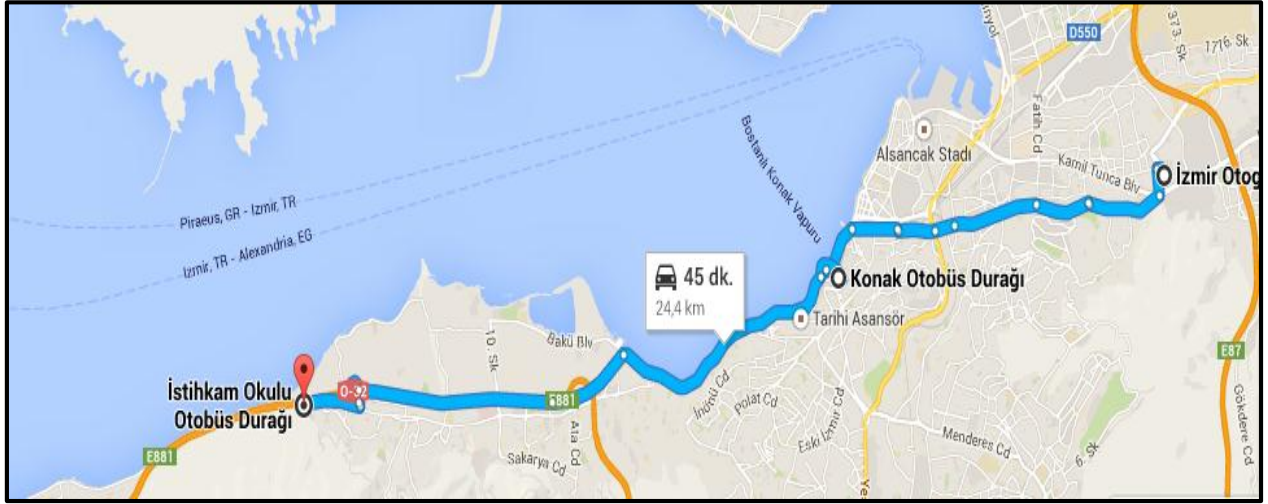 nyol
D550
373. Sk
1716. Sk
Fatih Cd
Bostanlı Konak Vapuru
Alsancak Stadı
Kamil Tunca Blv
İzmir Otog
Piraeus, GR - Izmir, TR
Izmir, TR - Alexandria, EG
45 dk.
24,4 km
Konak Otobüs Durağı
Tarihi Asansör
10. Sk
Bakü Blv
E87
İstihkam Okulu
Otobüs Durağı
O-32
E881
İnönü Cd
Polat Cd
Eski İzmir Cd
Gökdere Cd
Ata Cd
Menderes Cd
E881
Sakarya Cd
6. Sk
Ye